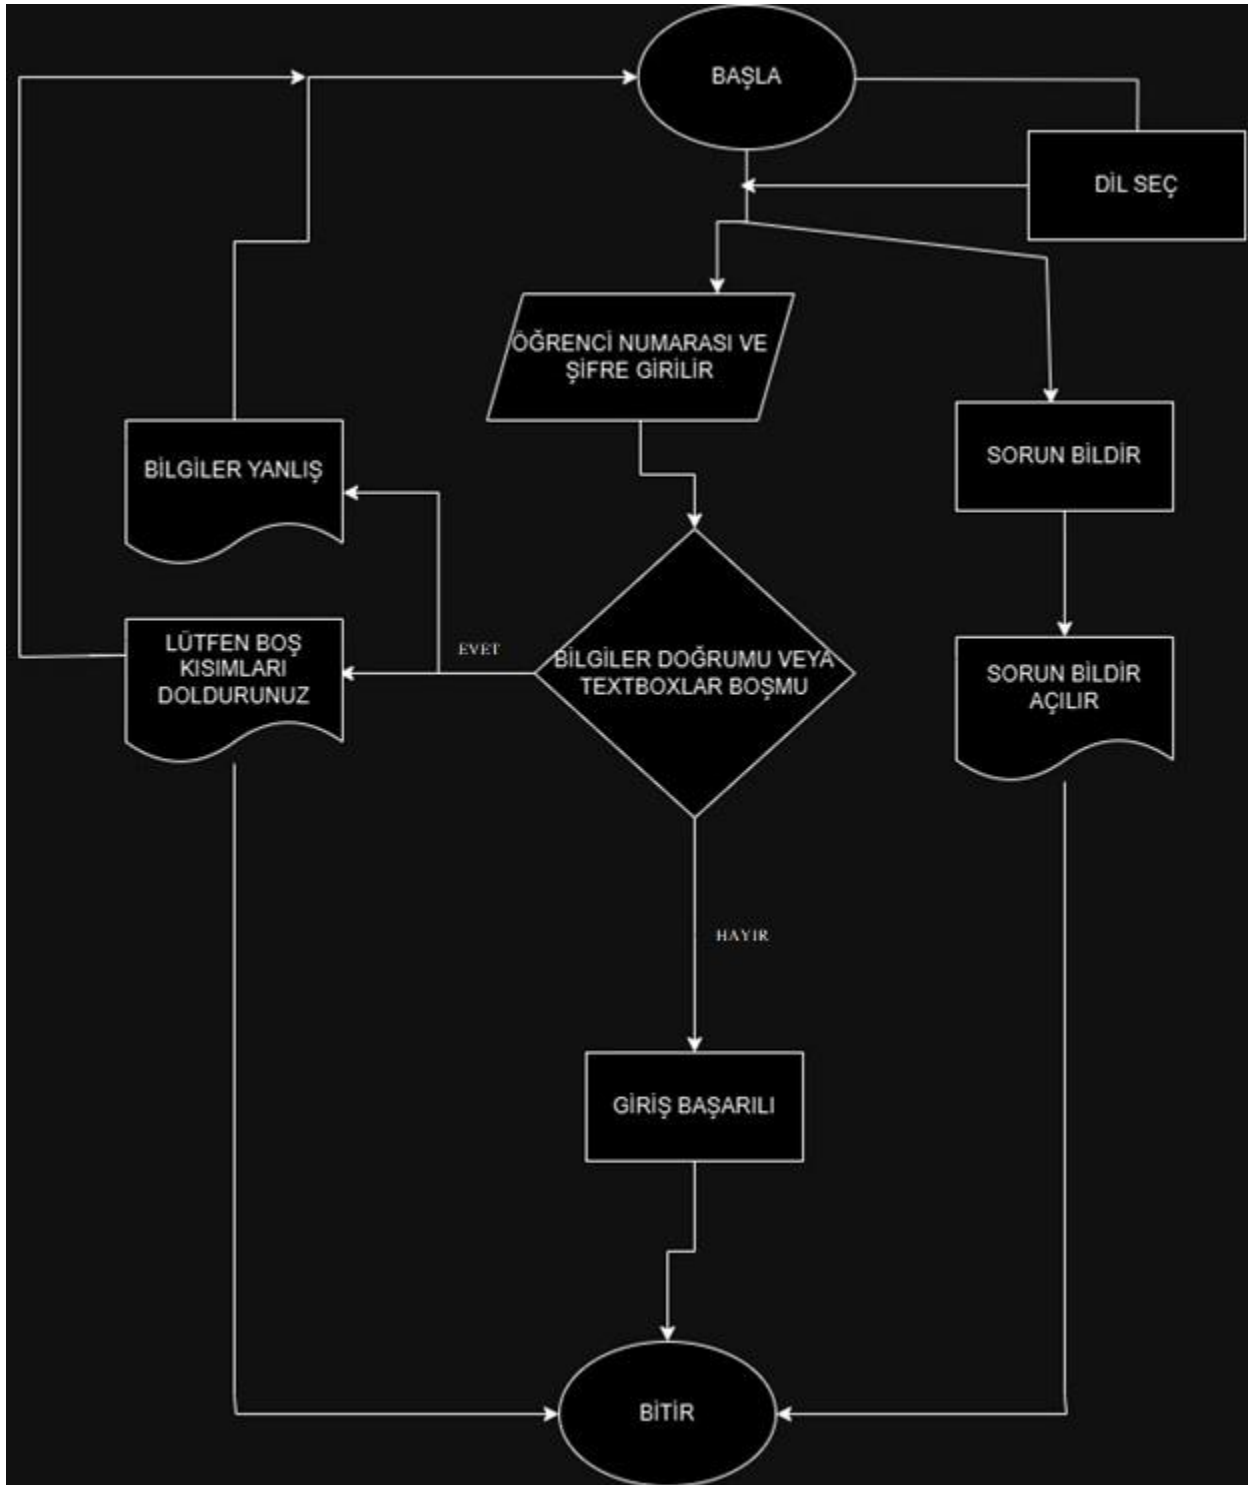 BAŞLA
DİL SEÇ
ÖĞRENCİ NUMARASI VE
ŞİFRE GİRİLİR
BİLGİLER YANLIŞ
SORUN BİLDİR
LÜTFEN BOŞ
KISIMLARI
DOLDURUNUZ
EVET
BİLGİLER DOĞRUMU VEYA
TEXTBOXLAR BOŞMU
SORUN BİLDİR
AÇILIR
HAYIR
GİRİŞ BAŞARILI
BİTİR